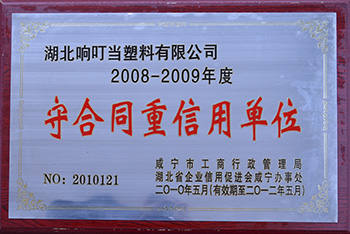 湖北响叮当塑料有限公司
2008-2009年度
守合同重信用单位
咸宁市工商行政管理局
湖北省企业信用促进会咸宁办事处
NO: 2010121
二〇一〇年五月(有效期至二〇一二年五月)